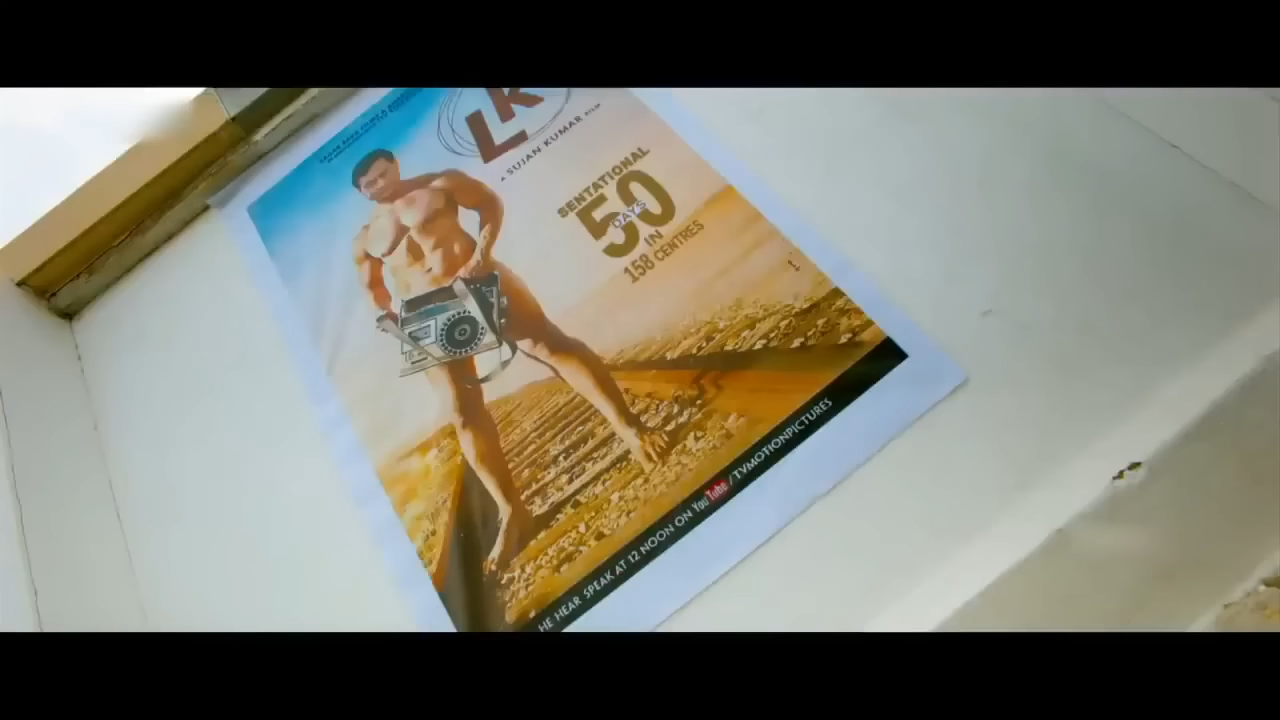 LK
A SUJAN KUMAR FILM
SENTATIONAL
50
DAYS
IN
158 CENTRES
HE HEAR SPEAK AT 12 NOON ON YouTube/TVMOTIONPICTURES